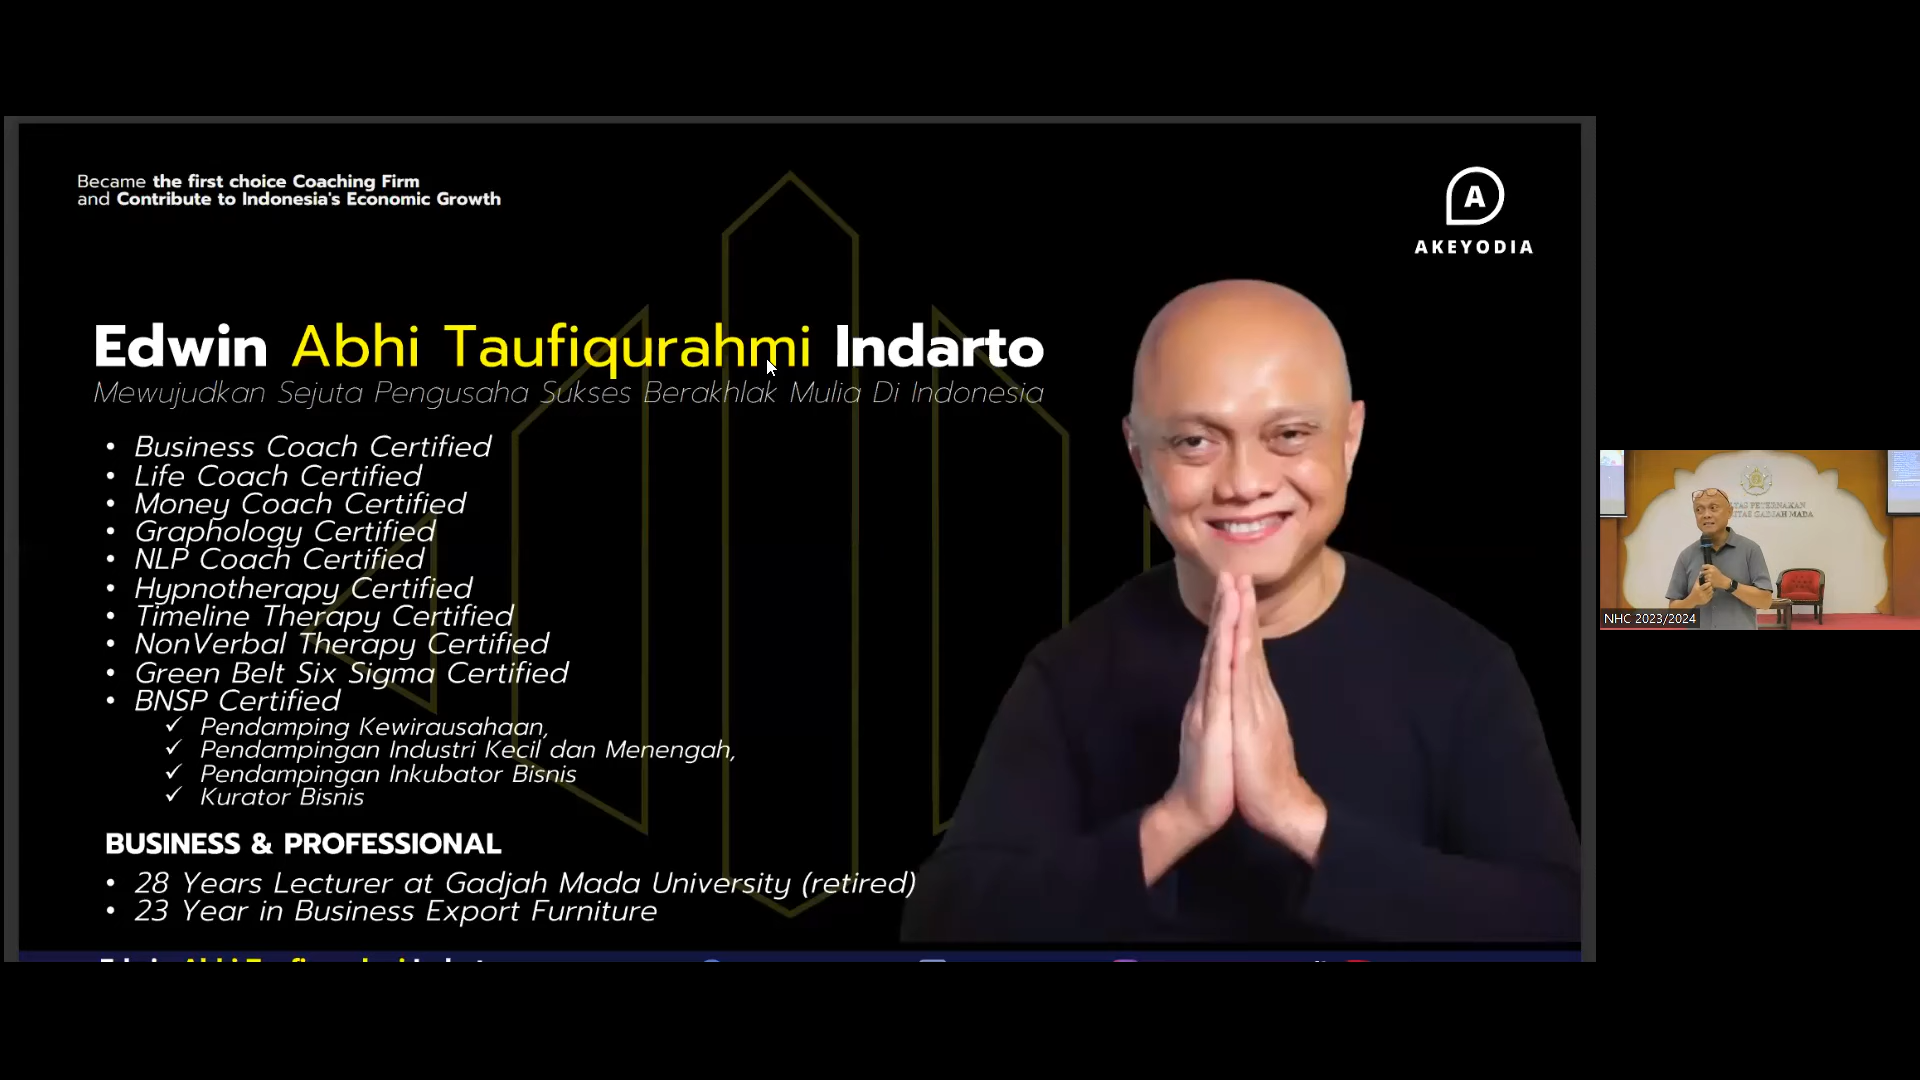 Became the first choice Coaching Firm
and Contribute to Indonesia's Economic Growth
A
AKEYODIA
Edwin Abhi Taufiqurahmi Indarto
Mewujudkan Sejuta Pengusaha Sukses Berakhlak Mulia Di Indonesia
• Business Coach Certified
• Life Coach Certified
• Money Coach Certified
• Graphology Certified
• NLP Coach Certified
• Hypnotherapy Certified
• Timeline Therapy Certified
• NonVerbal Therapy Certified
• Green Belt Six Sigma Certified
• BNSP Certified
✓ Pendamping Kewirausahaan,
✓ Pendampingan Industri Kecil dan Menengah,
✓ Pendampingan Inkubator Bisnis
✓ Kurator Bisnis
BUSINESS & PROFESSIONAL
• 28 Years Lecturer at Gadjah Mada University (retired)
• 23 Year in Business Export Furniture
PETERNAKAN
GADJAH MADA
NHC 2023/2024